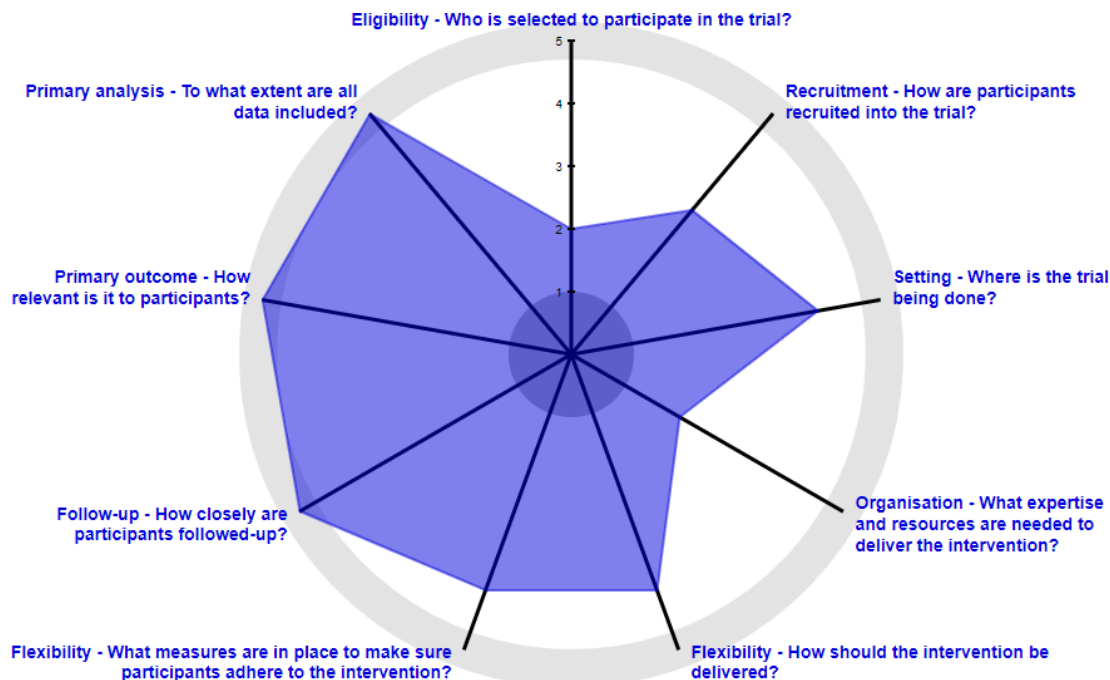 Eligibility - Who is selected to participate in the trial?
5
4
3
2
1
Recruitment - How are participants
recruited into the trial?
Setting - Where is the trial
being done?
Organisation - What expertise
and resources are needed to
deliver the intervention?
Flexibility - How should the intervention be
delivered?
Flexibility - What measures are in place to make sure
participants adhere to the intervention?
Follow-up - How closely are
participants followed-up?
Primary outcome - How
relevant is it to participants?
Primary analysis - To what extent are all
data included?